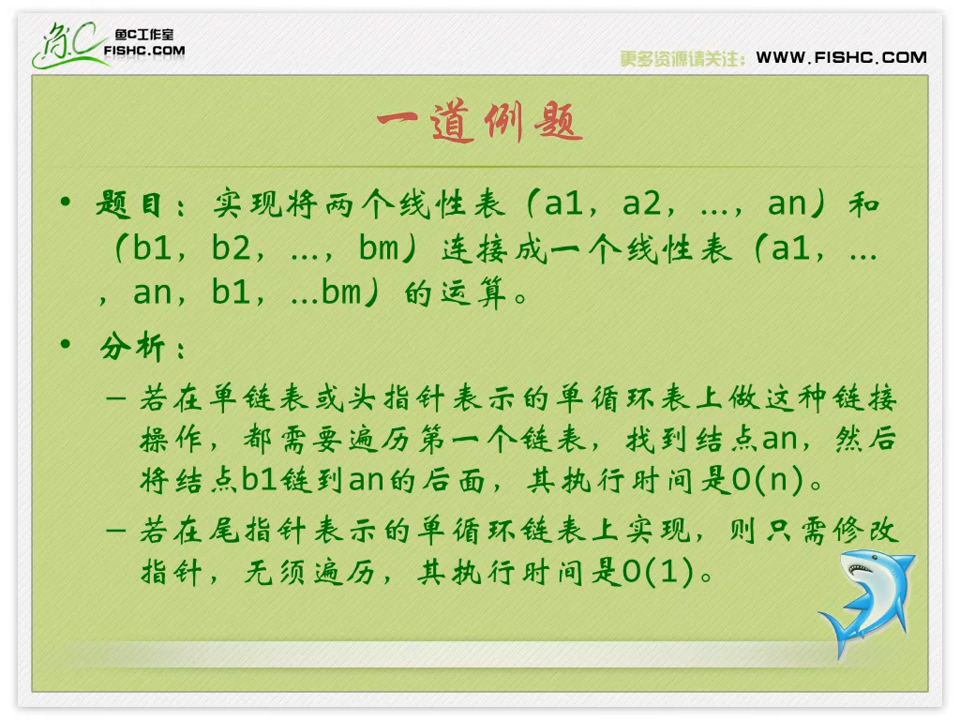 鱼C工作室
FISHC.COM
更多资源请关注：WWW.FISHC.COM
一道例题
• 题目：实现将两个线性表（a1，a2，…，an）和
（b1，b2，…，bm）连接成一个线性表（a1，…
，an，b1，…bm）的运算。
• 分析：
– 若在单链表或头指针表示的单循环表上做这种链接
操作，都需要遍历第一个链表，找到结点an，然后
将结点b1链到an的后面，其执行时间是O(n)。
– 若在尾指针表示的单循环链表上实现，则只需修改
指针，无须遍历，其执行时间是O(1)。